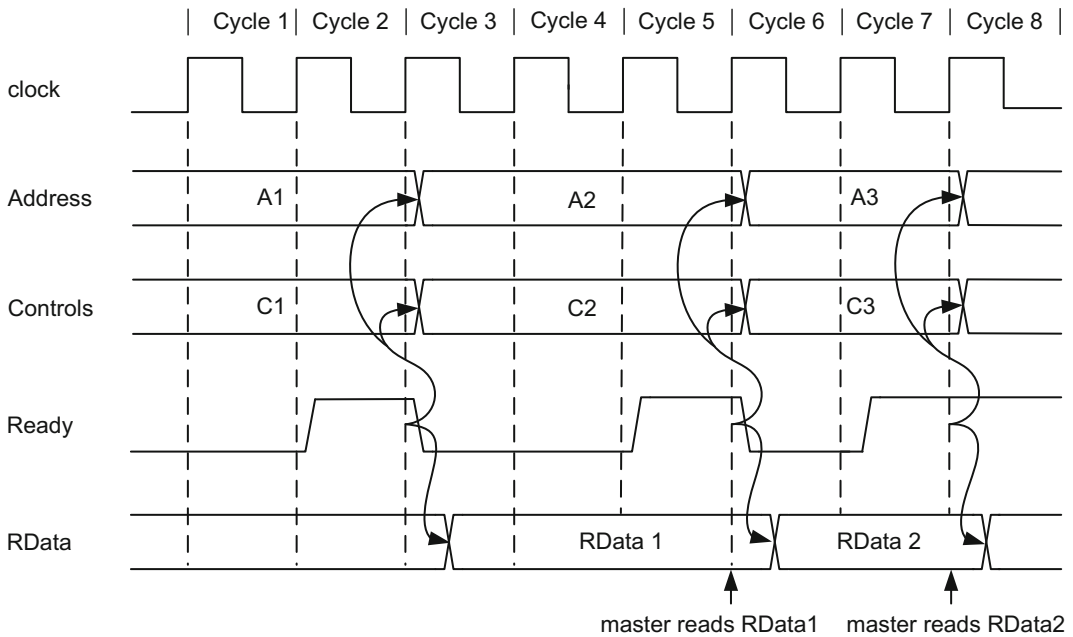 Cycle 1 Cycle 2 Cycle 3 Cycle 4 Cycle 5 Cycle 6 Cycle 7 Cycle 8
clock
Address A1 A2 A3
Controls C1 C2 C3
Ready
RData RData 1 RData 2
master reads RData1 master reads RData2